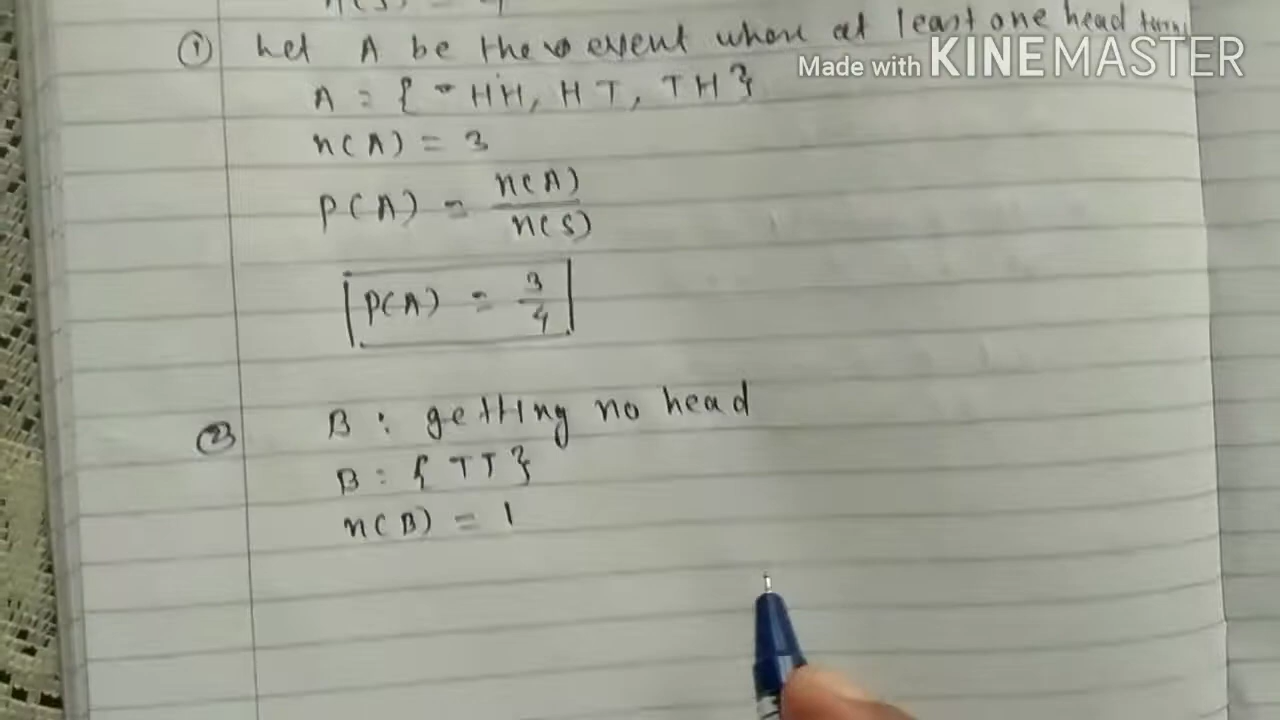 n(S) = 4
① Let A be the event where at least one head turns
Made with KINEMASTER
A = { HH, HT, TH }
n(A) = 3
P(A) = n(A) / n(S)
P(A) = 3/4
② B : getting no head
B = { TT }
n(B) = 1